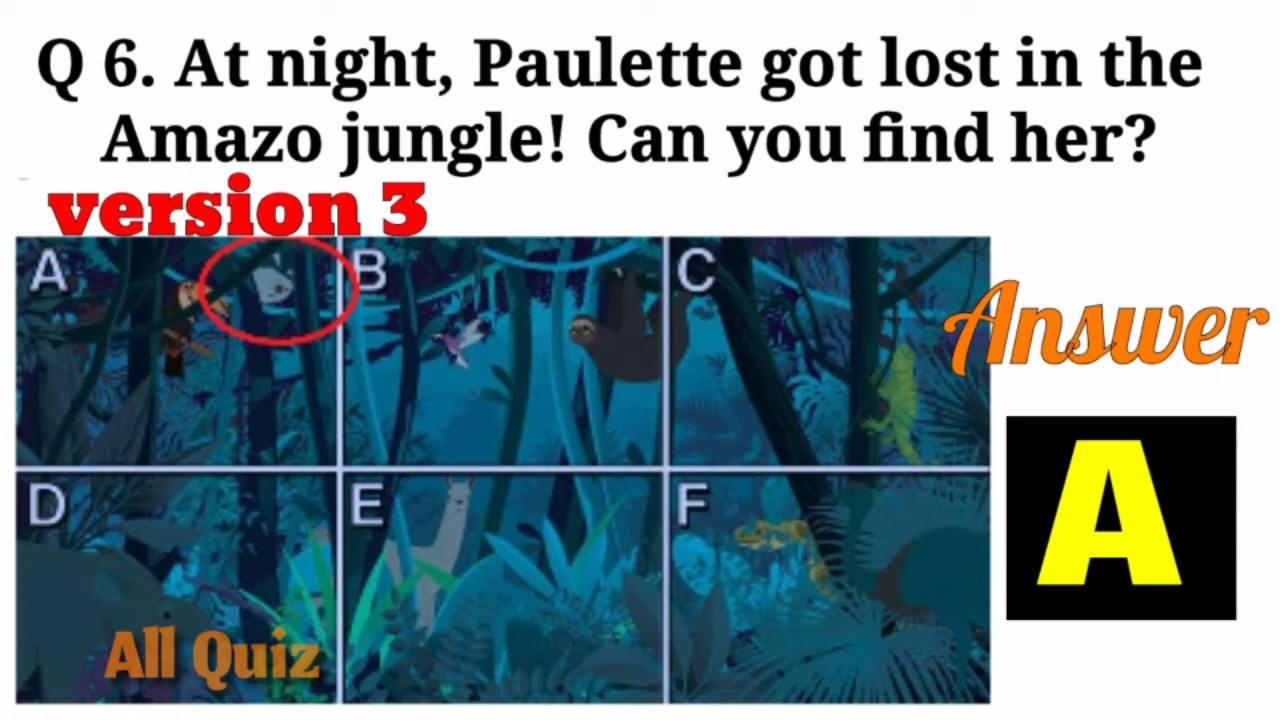 Q 6. At night, Paulette got lost in the
Amazo jungle! Can you find her?
version 3
A
B
C
Answer
A
D
E
F
All Quiz